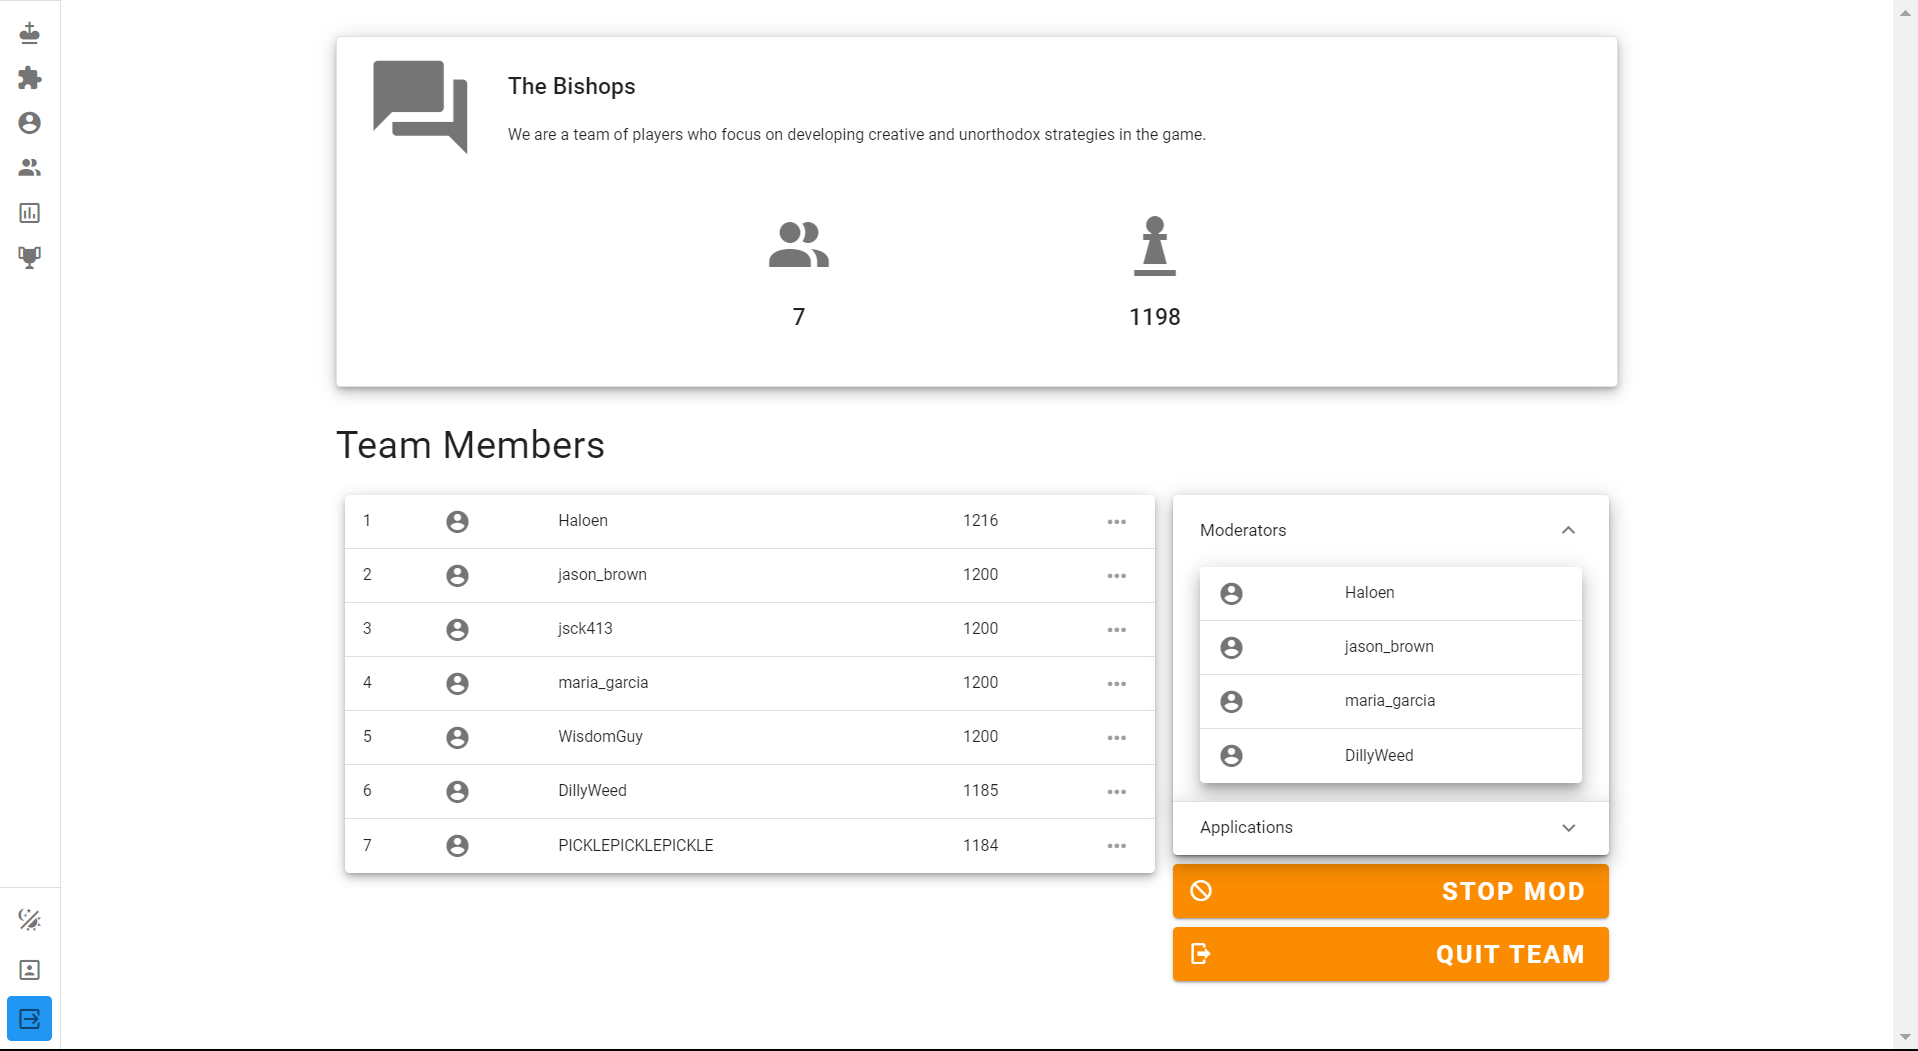 The Bishops
We are a team of players who focus on developing creative and unorthodox strategies in the game.
7
1198
Team Members
1 Haloen 1216
2 jason_brown 1200
3 jsck413 1200
4 maria_garcia 1200
5 WisdomGuy 1200
6 DillyWeed 1185
7 PICKLEPICKLEPICKLE 1184
Moderators
Haloen
jason_brown
maria_garcia
DillyWeed
Applications
STOP MOD
QUIT TEAM